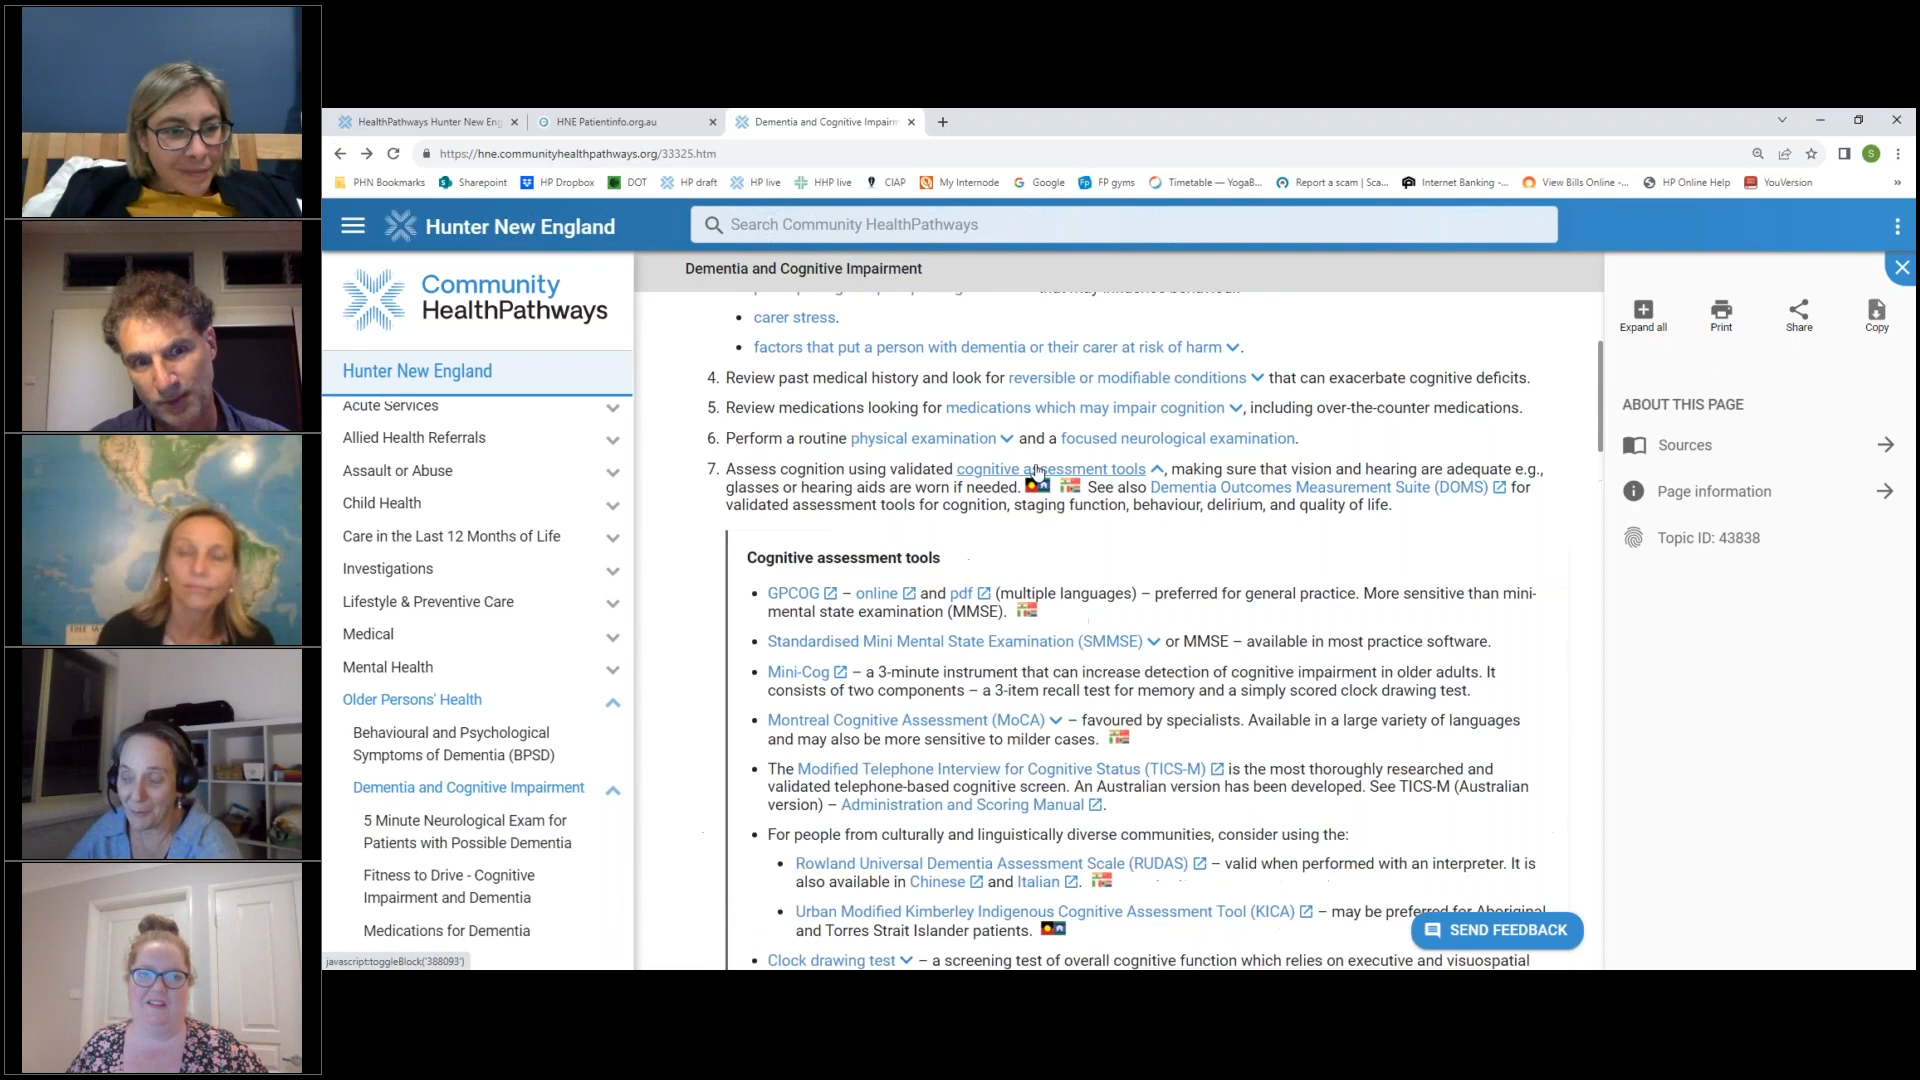 HealthPathways Hunter New Eng
HNE Patientinfo.org.au
Dementia and Cognitive Impairm
https://hne.communityhealthpathways.org/33325.htm
PHN Bookmarks
Sharepoint
HP Dropbox
DOT
HP draft
HP live
HHP live
CIAP
My Internode
Google
FP gyms
Timetable — YogaB...
Report a scam | Sca...
Internet Banking -...
View Bills Online -...
HP Online Help
YouVersion
Hunter New England
Search Community HealthPathways
Community
HealthPathways
Hunter New England
Acute Services
Allied Health Referrals
Assault or Abuse
Child Health
Care in the Last 12 Months of Life
Investigations
Lifestyle & Preventive Care
Medical
Mental Health
Older Persons' Health
Behavioural and Psychological
Symptoms of Dementia (BPSD)
Dementia and Cognitive Impairment
5 Minute Neurological Exam for
Patients with Possible Dementia
Fitness to Drive - Cognitive
Impairment and Dementia
Medications for Dementia
javascript:toggleBlock('388093')
Dementia and Cognitive Impairment
• carer stress.
• factors that put a person with dementia or their carer at risk of harm.
4. Review past medical history and look for reversible or modifiable conditions that can exacerbate cognitive deficits.
5. Review medications looking for medications which may impair cognition, including over-the-counter medications.
6. Perform a routine physical examination and a focused neurological examination.
7. Assess cognition using validated cognitive assessment tools, making sure that vision and hearing are adequate e.g.,
glasses or hearing aids are worn if needed. See also Dementia Outcomes Measurement Suite (DOMS) for
validated assessment tools for cognition, staging function, behaviour, delirium, and quality of life.
Cognitive assessment tools
• GPCOG – online and pdf (multiple languages) – preferred for general practice. More sensitive than mini-
mental state examination (MMSE).
• Standardised Mini Mental State Examination (SMMSE) or MMSE – available in most practice software.
• Mini-Cog – a 3-minute instrument that can increase detection of cognitive impairment in older adults. It
consists of two components – a 3-item recall test for memory and a simply scored clock drawing test.
• Montreal Cognitive Assessment (MoCA) – favoured by specialists. Available in a large variety of languages
and may also be more sensitive to milder cases.
• The Modified Telephone Interview for Cognitive Status (TICS-M) is the most thoroughly researched and
validated telephone-based cognitive screen. An Australian version has been developed. See TICS-M (Australian
version) – Administration and Scoring Manual.
• For people from culturally and linguistically diverse communities, consider using the:
• Rowland Universal Dementia Assessment Scale (RUDAS) – valid when performed with an interpreter. It is
also available in Chinese and Italian.
• Urban Modified Kimberley Indigenous Cognitive Assessment Tool (KICA) – may be preferred for Aboriginal
and Torres Strait Islander patients.
• Clock drawing test – a screening test of overall cognitive function which relies on executive and visuospatial
SEND FEEDBACK
Expand all
Print
Share
Copy
ABOUT THIS PAGE
Sources
Page information
Topic ID: 43838